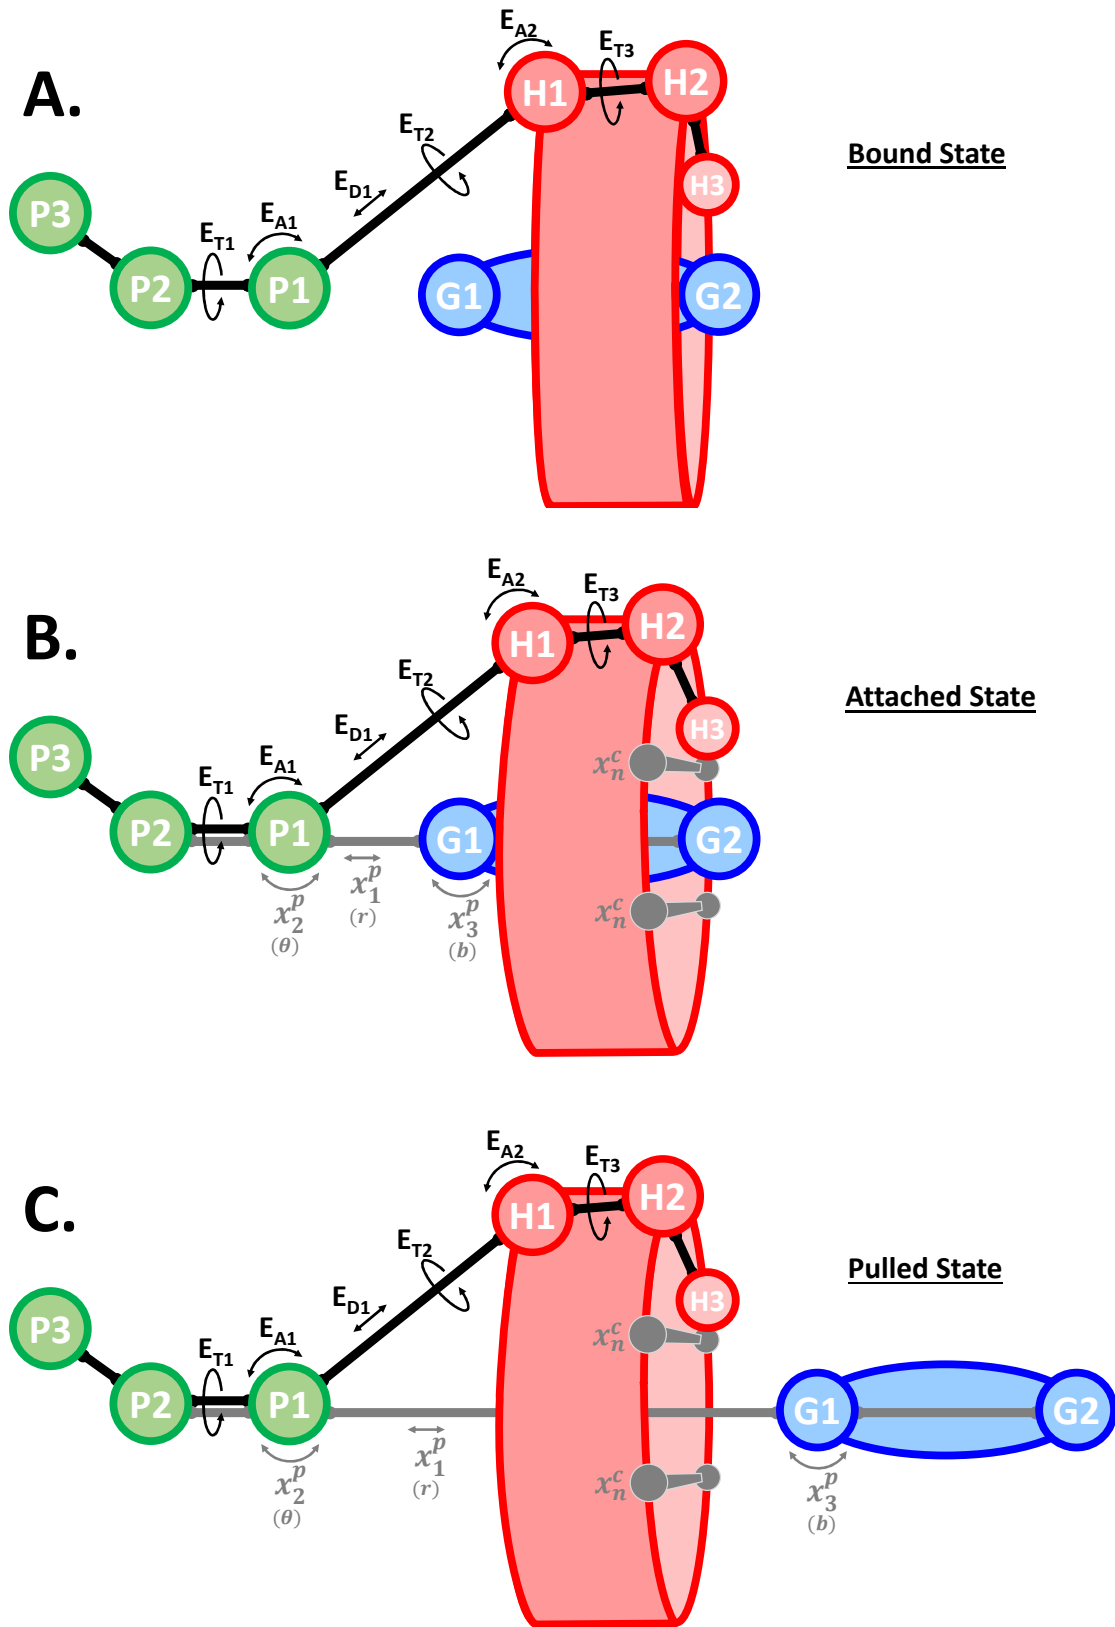 A.
E_A2
E_T3
H1
H2
Bound State
E_T2
E_D1
H3
P3
E_T1
E_A1
P2
P1
G1
G2
B.
E_A2
E_T3
H1
H2
Attached State
E_T2
E_D1
H3
P3
E_T1
E_A1
x_n^c
P2
P1
G1
G2
x_2^p
(θ)
x_1^p
(r)
x_3^p
(b)
x_n^c
C.
E_A2
E_T3
H1
H2
Pulled State
E_T2
E_D1
H3
P3
E_T1
E_A1
x_n^c
P2
P1
G1
G2
x_2^p
(θ)
x_1^p
(r)
x_n^c
x_3^p
(b)